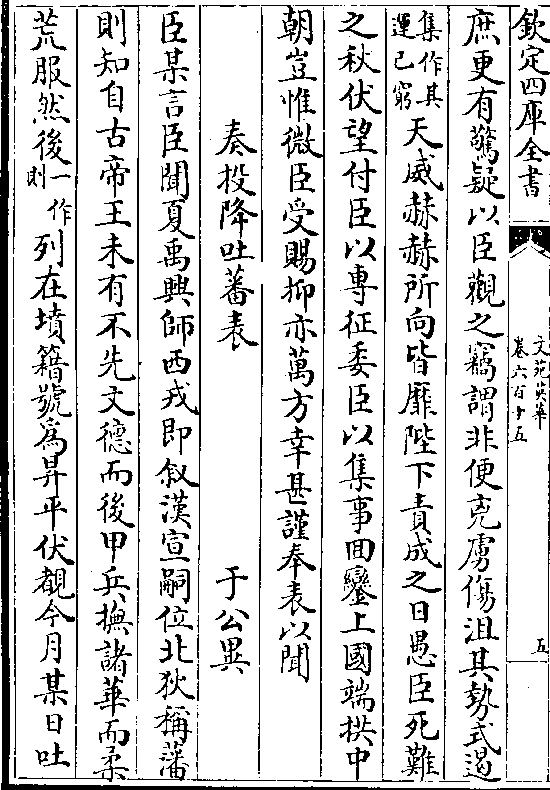 欽定四庫全書
文苑英華
卷六百十五
五
庶更有驚疑以臣觀之竊謂非便克虜傷沮其勢式遏
集作其運已窮天威赫赫所向皆靡陛下責成之日愚臣死難
之秋伏望付臣以專征委臣以集事回鑾上國端拱中
朝豈惟微臣受賜抑亦萬方幸甚謹奉表以聞
奏投降吐蕃表 于公異
臣某言臣聞夏禹興師西戎即敘漢宣嗣位北狄稱藩
則知自古帝王未有不先文德而後甲兵撫諸華而柔
荒服然後一作則列在墳籍號為昇平伏覩今月某日吐